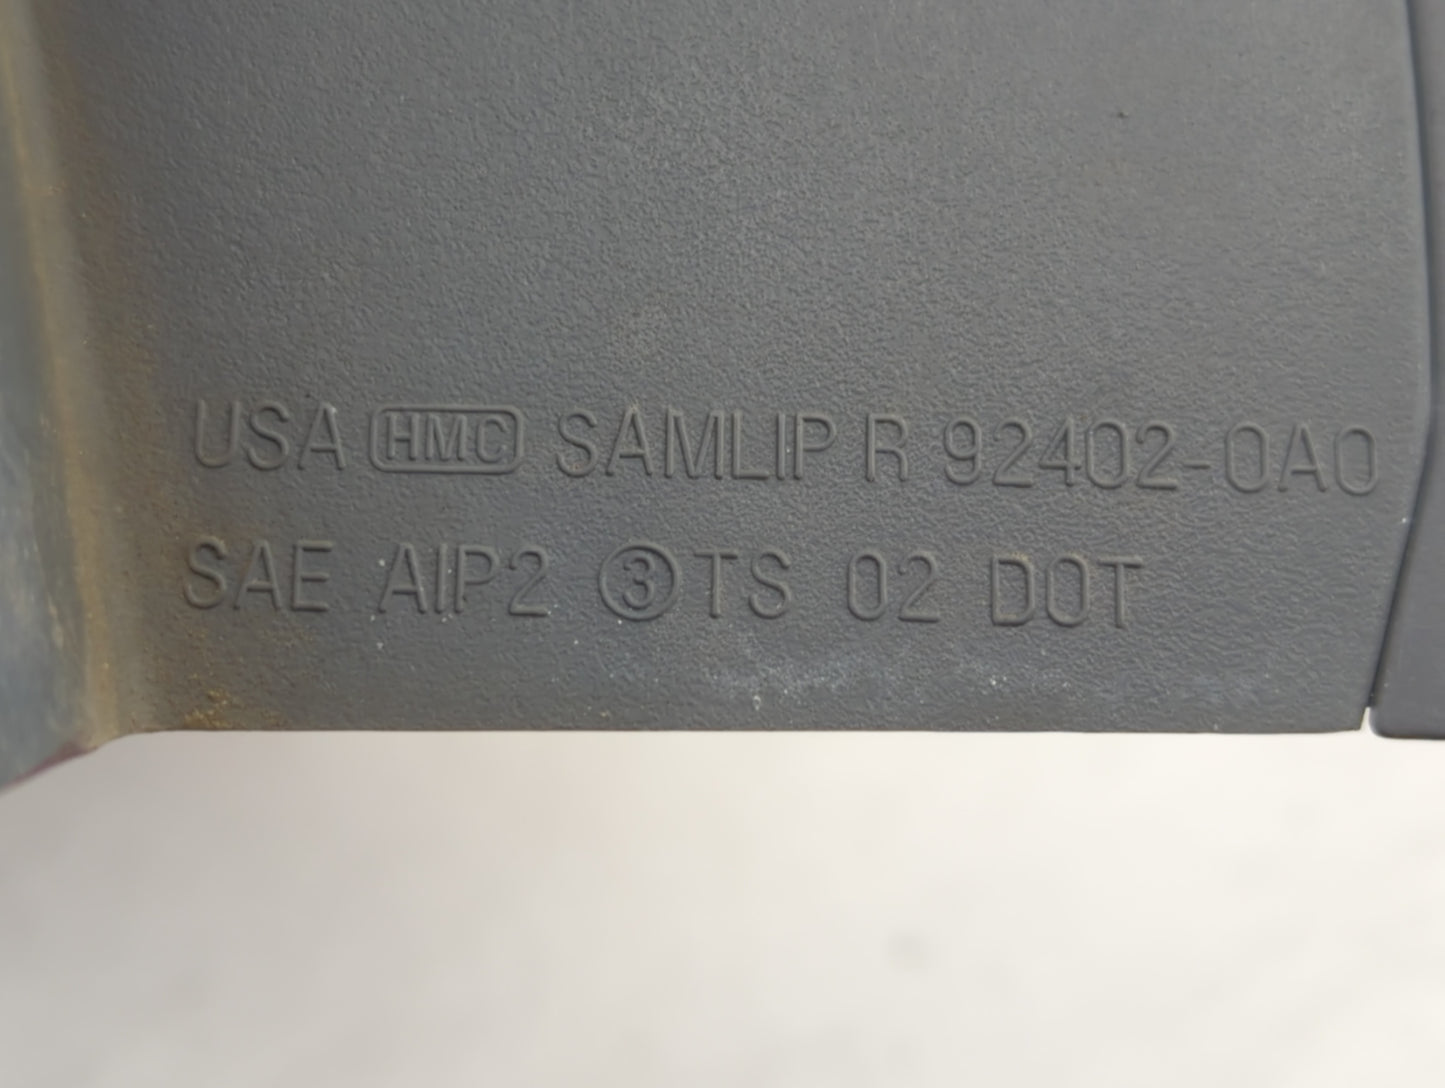 USA HMC SAMLIP R 92402-0A0
SAE AIP2 ③TS 02 DOT